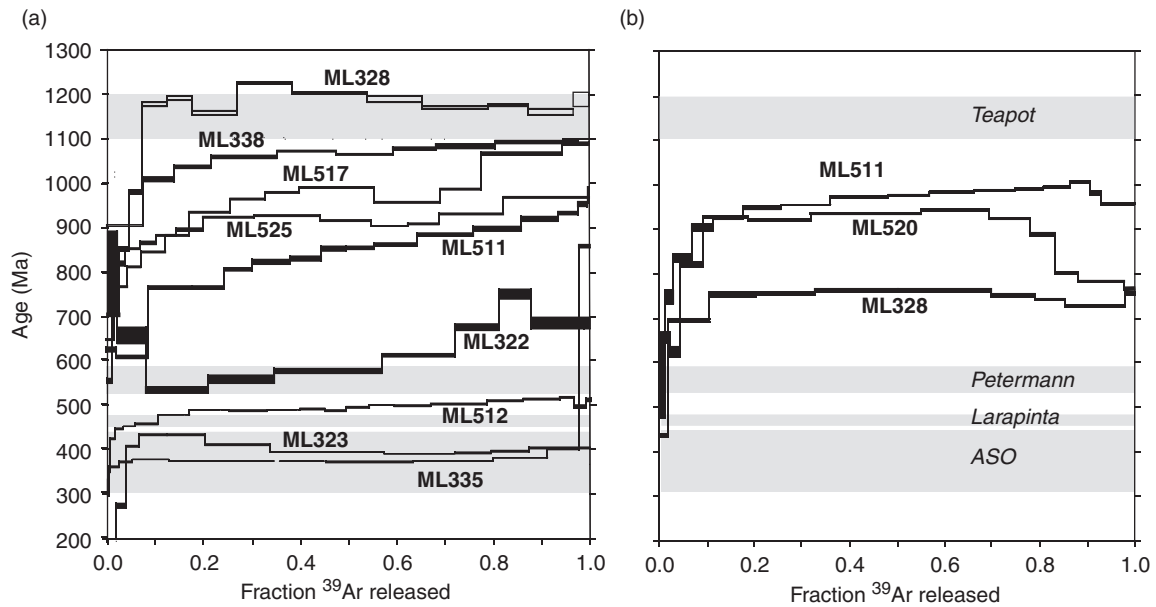 (a)
(b)
1300
1200
1100
1000
900
800
700
600
500
400
300
200
Age (Ma)
ML328
ML338
ML517
ML525
ML511
ML322
ML512
ML323
ML335
0.0 0.2 0.4 0.6 0.8 1.0
Fraction ³⁹Ar released
Teapot
ML511
ML520
ML328
Petermann
Larapinta
ASO
0.0 0.2 0.4 0.6 0.8 1.0
Fraction ³⁹Ar released